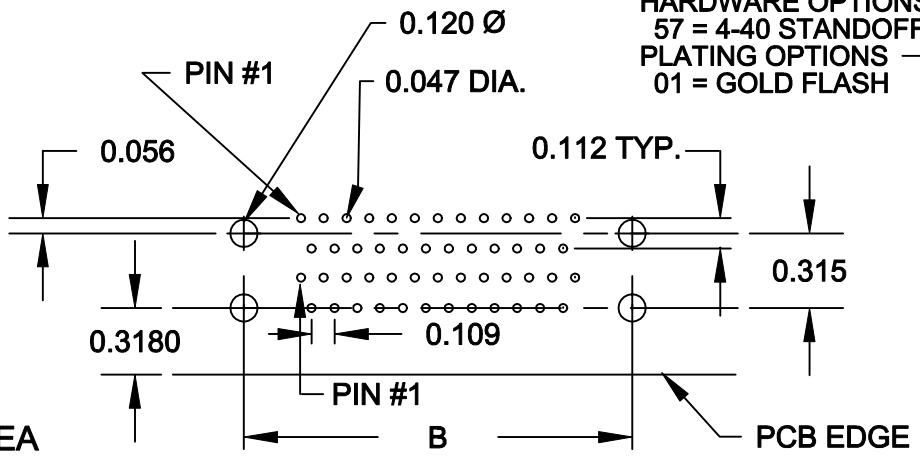 HARDWARE OPTIONS
57 = 4-40 STANDOFF
PLATING OPTIONS
01 = GOLD FLASH
0.120 Ø
PIN #1
0.047 DIA.
0.056
0.112 TYP.
0.315
0.3180
0.109
PIN #1
EA
B
PCB EDGE